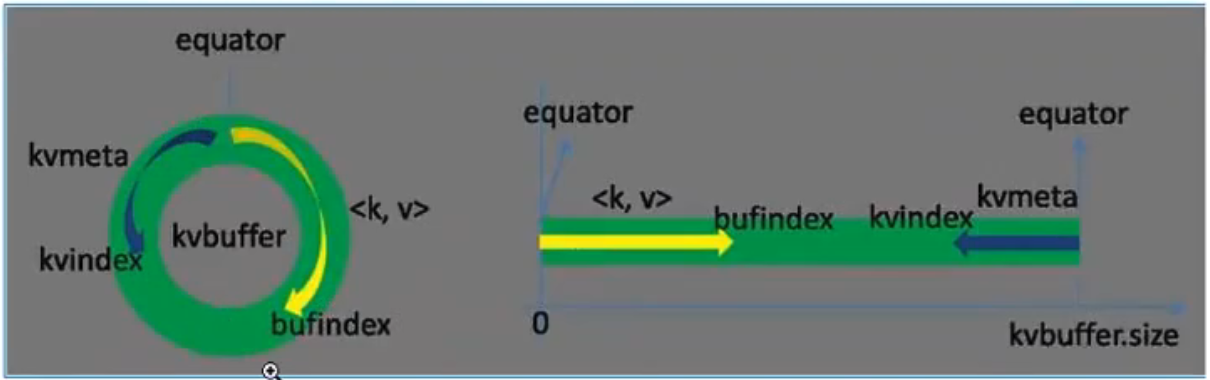 equator
kvmeta
<k, v>
kvbuffer
kvindex
bufindex
equator
equator
<k, v>
kvmeta
bufindex
kvindex
0
kvbuffer.size